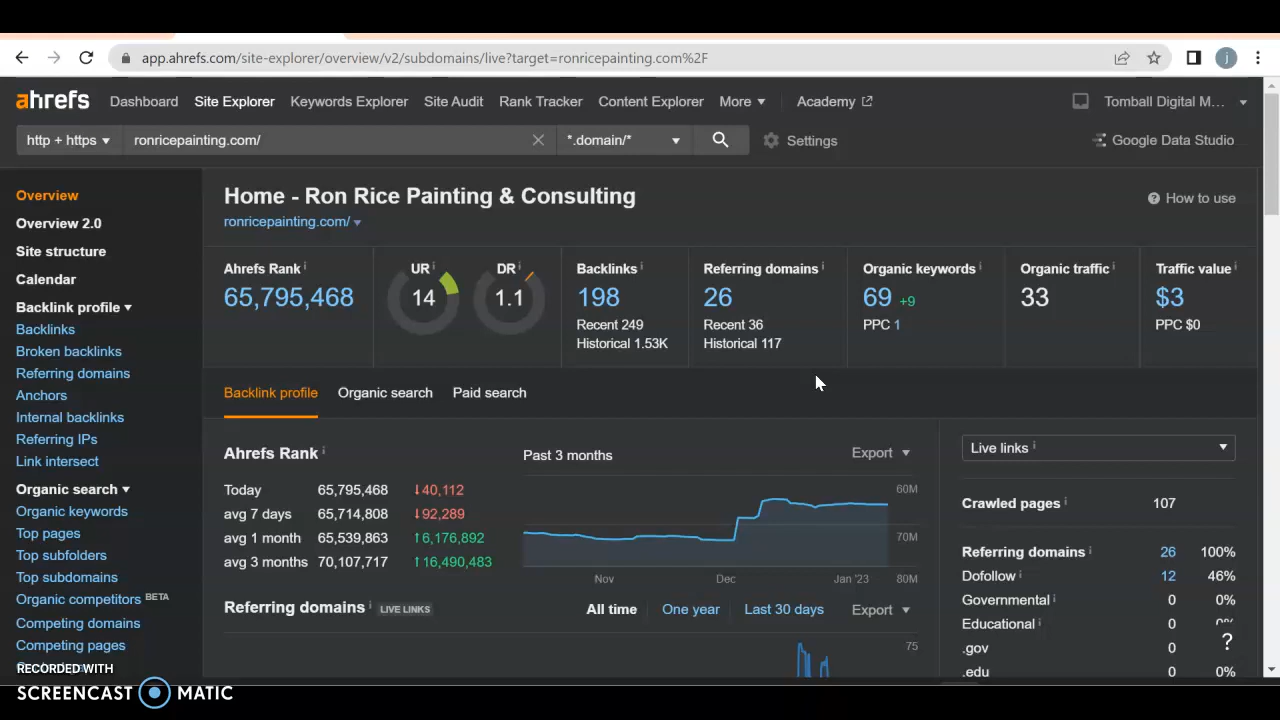 app.ahrefs.com/site-explorer/overview/v2/subdomains/live?target=ronricepainting.com%2F
j
ahrefs Dashboard Site Explorer Keywords Explorer Site Audit Rank Tracker Content Explorer More Academy Tomball Digital M...
http + https ronricepainting.com/ *.domain/* Settings Google Data Studio
Overview
Overview 2.0
Site structure
Calendar
Backlink profile
Backlinks
Broken backlinks
Referring domains
Anchors
Internal backlinks
Referring IPs
Link intersect
Organic search
Organic keywords
Top pages
Top subfolders
Top subdomains
Organic competitors BETA
Competing domains
Competing pages
Home - Ron Rice Painting & Consulting
How to use
ronricepainting.com/
Ahrefs Rank UR DR Backlinks Referring domains Organic keywords Organic traffic Traffic value
65,795,468 14 1.1 198 26 69 +9 33 $3
Recent 249 Recent 36 PPC 1 PPC $0
Historical 1.53K Historical 117
Backlink profile Organic search Paid search
Ahrefs Rank Past 3 months Export
Today 65,795,468 ↓40,112
avg 7 days 65,714,808 ↓92,289
avg 1 month 65,539,863 ↑6,176,892
avg 3 months 70,107,717 ↑16,490,483
60M
70M
Nov Dec Jan '23 80M
Referring domains LIVE LINKS All time One year Last 30 days Export
75
Live links
Crawled pages 107
Referring domains 26 100%
Dofollow 12 46%
Governmental 0 0%
Educational 0
.gov 0
.edu 0 0%
?
RECORDED WITH
SCREENCAST MATIC